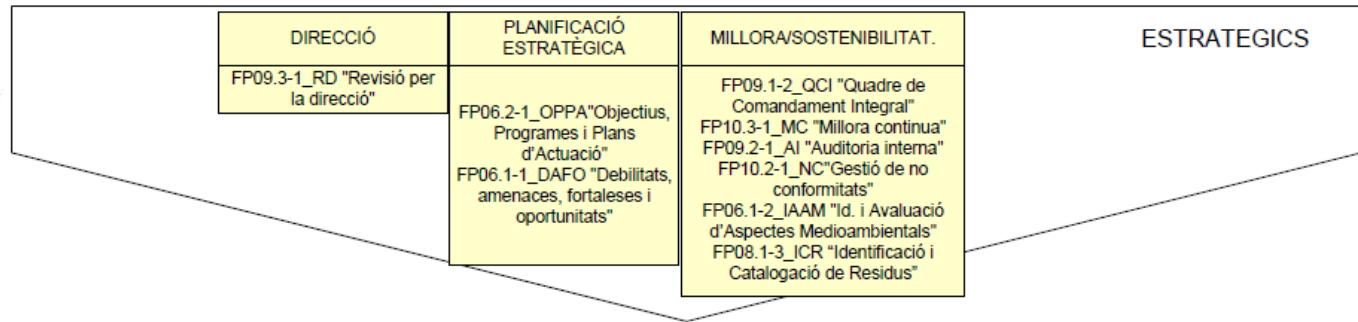 DIRECCIÓ
FP09.3-1_RD "Revisió per
la direcció"
PLANIFICACIÓ
ESTRATÈGICA
FP06.2-1_OPPA"Objectius,
Programes i Plans
d'Actuació"
FP06.1-1_DAFO "Debilitats,
amenaces, fortaleses i
oportunitats"
MILLORA/SOSTENIBILITAT.
FP09.1-2_QCI "Quadre de
Comandament Integral"
FP10.3-1_MC "Millora continua"
FP09.2-1_AI "Auditoria interna"
FP10.2-1_NC"Gestió de no
conformitats"
FP06.1-2_IAAM "Id. i Avaluació
d'Aspectes Medioambientals"
FP08.1-3_ICR “Identificació i
Catalogació de Residus”
ESTRATEGICS